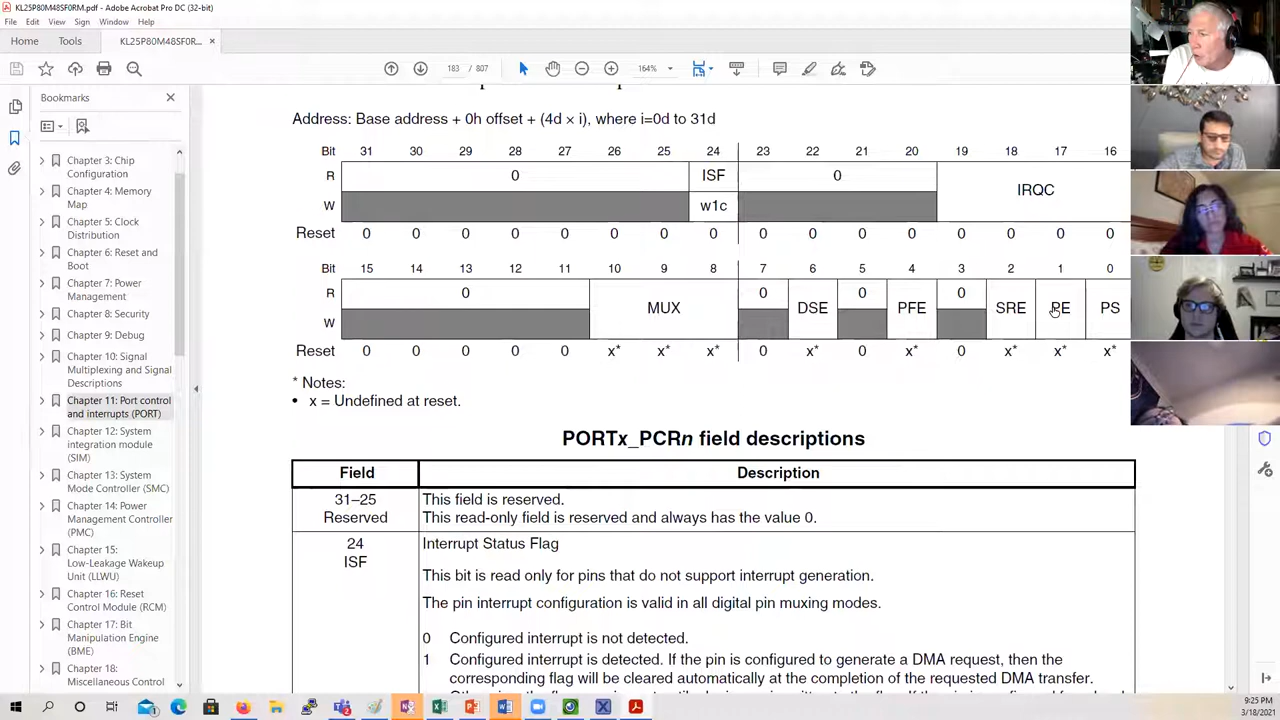 KL25P80M48SF0RM.pdf - Adobe Acrobat Pro DC (32-bit)
File Edit View Sign Window Help
Home Tools KL25P80M48SF0R... ×
183 / 807 164%
Bookmarks
Chapter 3: Chip
Configuration
Chapter 4: Memory
Map
Chapter 5: Clock
Distribution
Chapter 6: Reset and
Boot
Chapter 7: Power
Management
Chapter 8: Security
Chapter 9: Debug
Chapter 10: Signal
Multiplexing and Signal
Descriptions
Chapter 11: Port control
and interrupts (PORT)
Chapter 12: System
integration module
(SIM)
Chapter 13: System
Mode Controller (SMC)
Chapter 14: Power
Management Controller
(PMC)
Chapter 15:
Low-Leakage Wakeup
Unit (LLWU)
Chapter 16: Reset
Control Module (RCM)
Chapter 17: Bit
Manipulation Engine
(BME)
Chapter 18:
Miscellaneous Control
Address: Base address + 0h offset + (4d × i), where i=0d to 31d
Bit 31 30 29 28 27 26 25 24 23 22 21 20 19 18 17 16
R 0 ISF 0 IRQC
W w1c
Reset 0 0 0 0 0 0 0 0 0 0 0 0 0 0 0 0
Bit 15 14 13 12 11 10 9 8 7 6 5 4 3 2 1 0
R 0 MUX 0 DSE 0 PFE 0 SRE PE PS
W
Reset 0 0 0 0 0 x* x* x* 0 x* 0 x* 0 x* x* x*
* Notes:
• x = Undefined at reset.
PORTx_PCRn field descriptions
Field Description
31–25 This field is reserved.
Reserved This read-only field is reserved and always has the value 0.
24 Interrupt Status Flag
ISF
This bit is read only for pins that do not support interrupt generation.
The pin interrupt configuration is valid in all digital pin muxing modes.
0 Configured interrupt is not detected.
1 Configured interrupt is detected. If the pin is configured to generate a DMA request, then the
corresponding flag will be cleared automatically at the completion of the requested DMA transfer.
9:25 PM
3/18/2021